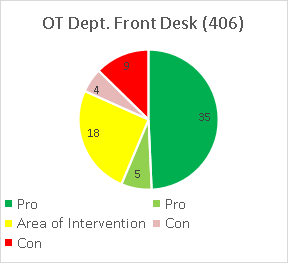 OT Dept. Front Desk (406)
9
4
35
18
5
Pro
Pro
Area of Intervention
Con
Con